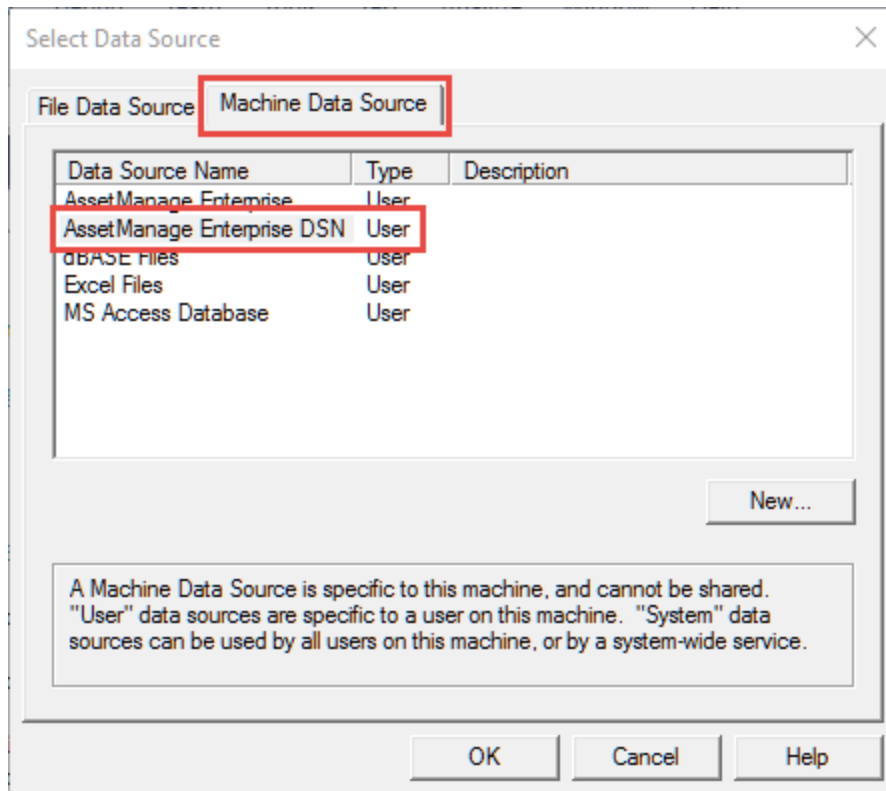 Select Data Source
File Data Source
Machine Data Source
Data Source Name Type Description
AssetManage Enterprise User
AssetManage Enterprise DSN User
dBASE Files User
Excel Files User
MS Access Database User
New...
A Machine Data Source is specific to this machine, and cannot be shared.
"User" data sources are specific to a user on this machine. "System" data
sources can be used by all users on this machine, or by a system-wide service.
OK Cancel Help